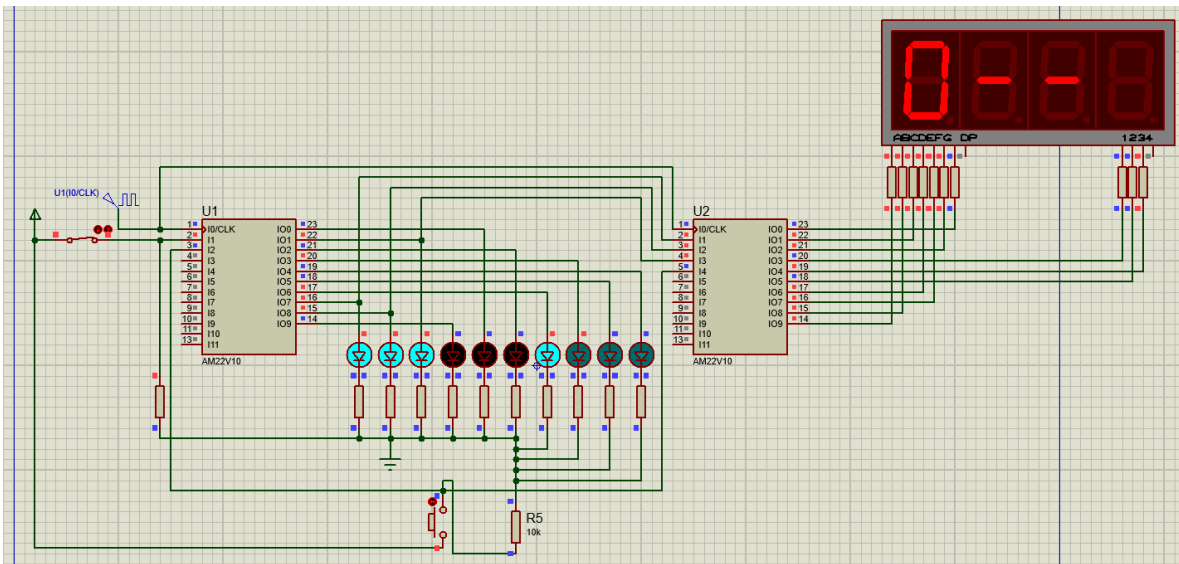 ABCDEFG DP
1234
U1(I0/CLK)
U1
1
2
3
4
5
6
7
8
9
10
11
13
I0/CLK
I1
I2
I3
I4
I5
I6
I7
I8
I9
I10
I11
IO0
IO1
IO2
IO3
IO4
IO5
IO6
IO7
IO8
IO9
23
22
21
20
19
18
17
16
15
14
AM22V10
U2
1
2
3
4
5
6
7
8
9
10
11
13
I0/CLK
I1
I2
I3
I4
I5
I6
I7
I8
I9
I10
I11
IO0
IO1
IO2
IO3
IO4
IO5
IO6
IO7
IO8
IO9
23
22
21
20
19
18
17
16
15
14
AM22V10
R5
10k